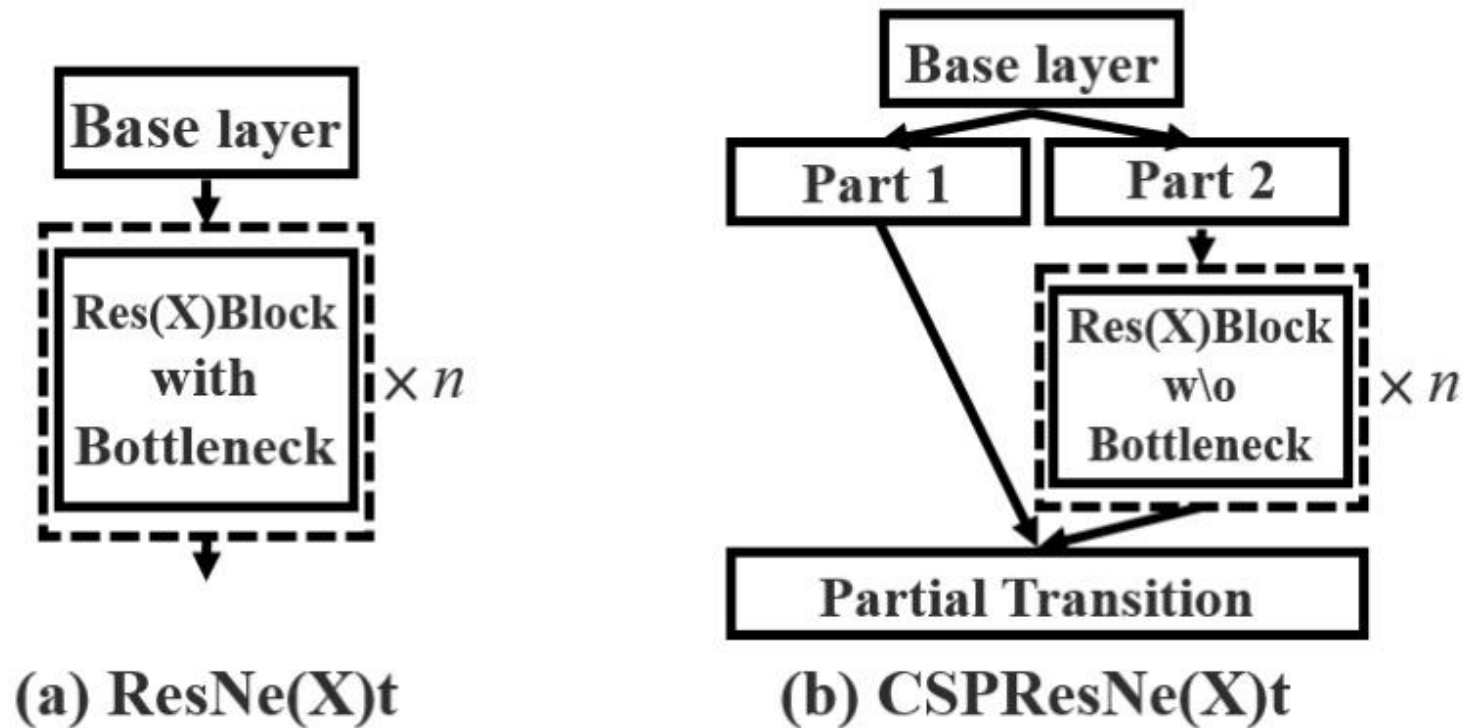 Base layer
Res(X)Block
with
Bottleneck
× n
(a) ResNe(X)t
Base layer
Part 1
Part 2
Res(X)Block
w\o
Bottleneck
× n
Partial Transition
(b) CSPResNe(X)t